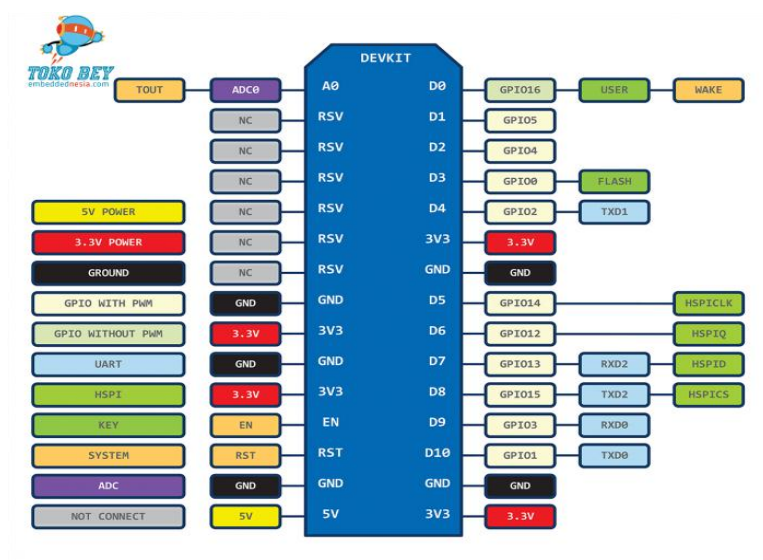 TOKO BEY
embeddednesia.com
DEVKIT
TOUT ADC0 A0 D0 GPIO16 USER WAKE
NC RSV D1 GPIO5
NC RSV D2 GPIO4
NC RSV D3 GPIO0 FLASH
5V POWER NC RSV D4 GPIO2 TXD1
3.3V POWER NC RSV 3V3 3.3V
GROUND NC RSV GND GND
GPIO WITH PWM GND GND D5 GPIO14 HSPICLK
GPIO WITHOUT PWM 3.3V 3V3 D6 GPIO12 HSPIQ
UART GND GND D7 GPIO13 RXD2 HSPID
HSPI 3.3V 3V3 D8 GPIO15 TXD2 HSPICS
KEY EN EN D9 GPIO3 RXD0
SYSTEM RST RST D10 GPIO1 TXD0
ADC GND GND GND GND
NOT CONNECT 5V 5V 3V3 3.3V